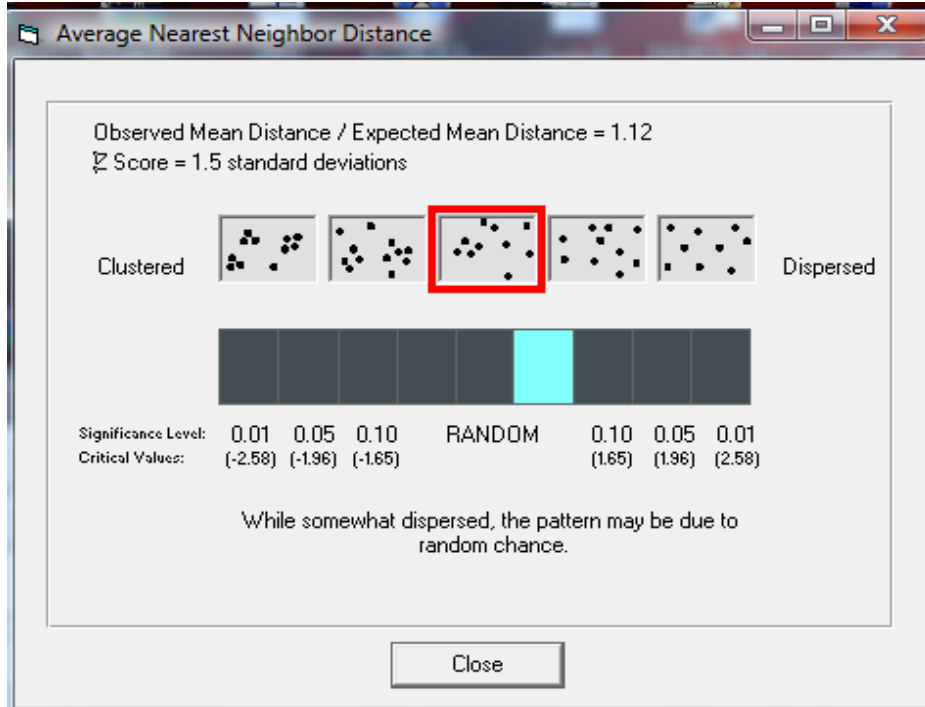 Average Nearest Neighbor Distance
Observed Mean Distance / Expected Mean Distance = 1.12
Z Score = 1.5 standard deviations
Clustered
Dispersed
Significance Level: 0.01 0.05 0.10 RANDOM 0.10 0.05 0.01
Critical Values: (-2.58) (-1.96) (-1.65) (1.65) (1.96) (2.58)
While somewhat dispersed, the pattern may be due to
random chance.
Close